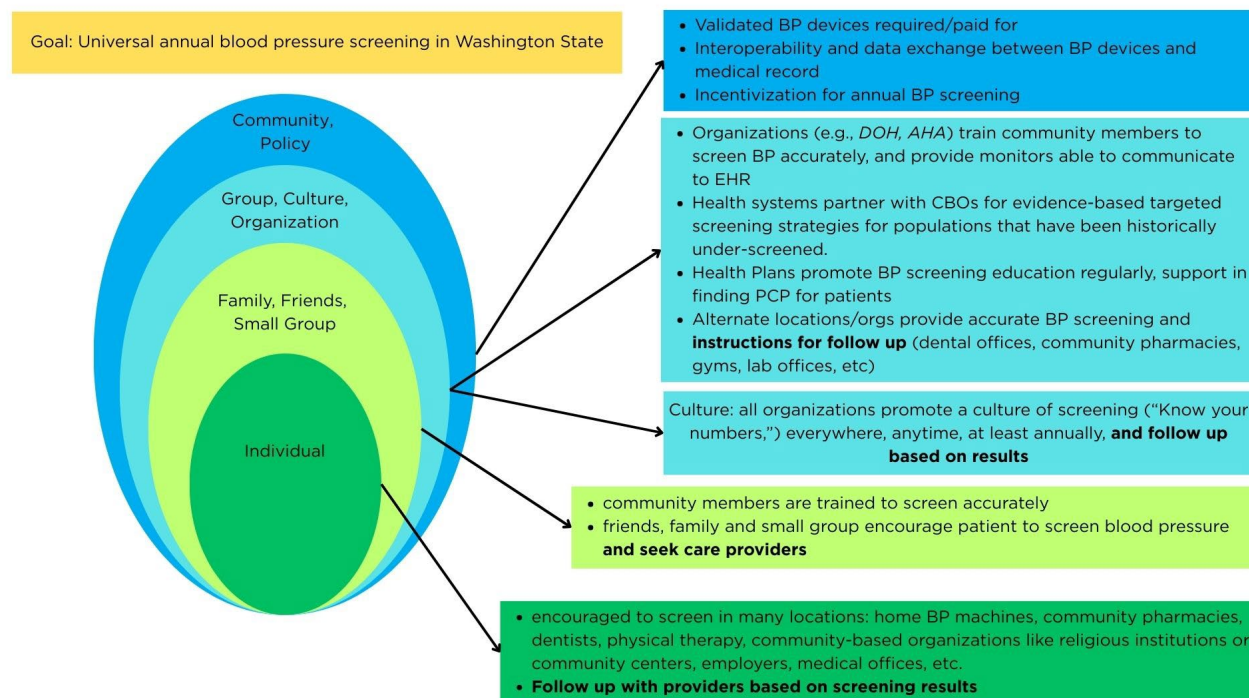 Goal: Universal annual blood pressure screening in Washington State
Community,
Policy
Group, Culture,
Organization
Family, Friends,
Small Group
Individual
• Validated BP devices required/paid for
• Interoperability and data exchange between BP devices and
medical record
• Incentivization for annual BP screening
• Organizations (e.g., DOH, AHA) train community members to
screen BP accurately, and provide monitors able to communicate
to EHR
• Health systems partner with CBOs for evidence-based targeted
screening strategies for populations that have been historically
under-screened.
• Health Plans promote BP screening education regularly, support in
finding PCP for patients
• Alternate locations/orgs provide accurate BP screening and
instructions for follow up (dental offices, community pharmacies,
gyms, lab offices, etc)
Culture: all organizations promote a culture of screening (“Know your
numbers,”) everywhere, anytime, at least annually, and follow up
based on results
• community members are trained to screen accurately
• friends, family and small group encourage patient to screen blood pressure
and seek care providers
• encouraged to screen in many locations: home BP machines, community pharmacies,
dentists, physical therapy, community-based organizations like religious institutions or
community centers, employers, medical offices, etc.
• Follow up with providers based on screening results